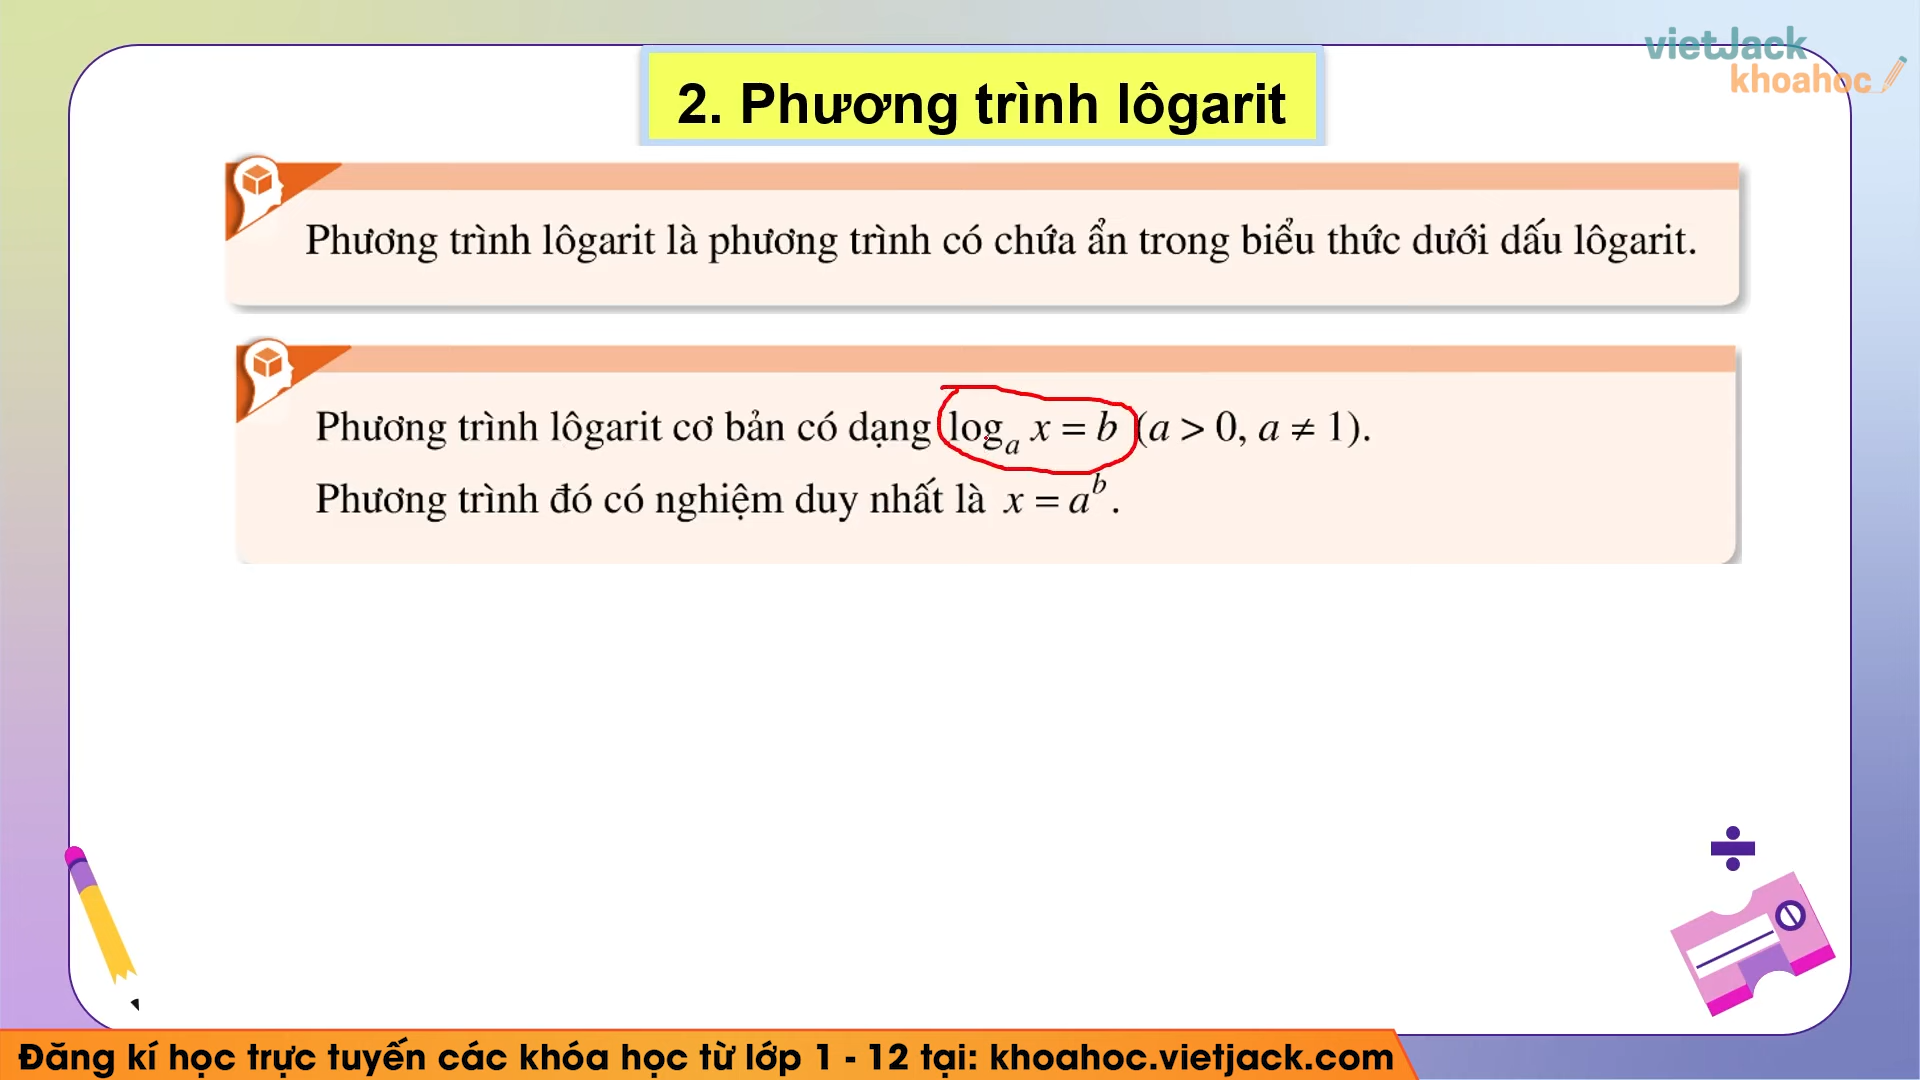 vietJack
khoahoc
2. Phương trình lôgarit
Phương trình lôgarit là phương trình có chứa ẩn trong biểu thức dưới dấu lôgarit.
Phương trình lôgarit cơ bản có dạng logₐ x = b (a > 0, a ≠ 1).
Phương trình đó có nghiệm duy nhất là x = aᵇ.
Đăng kí học trực tuyến các khóa học từ lớp 1 - 12 tại: khoahoc.vietjack.com